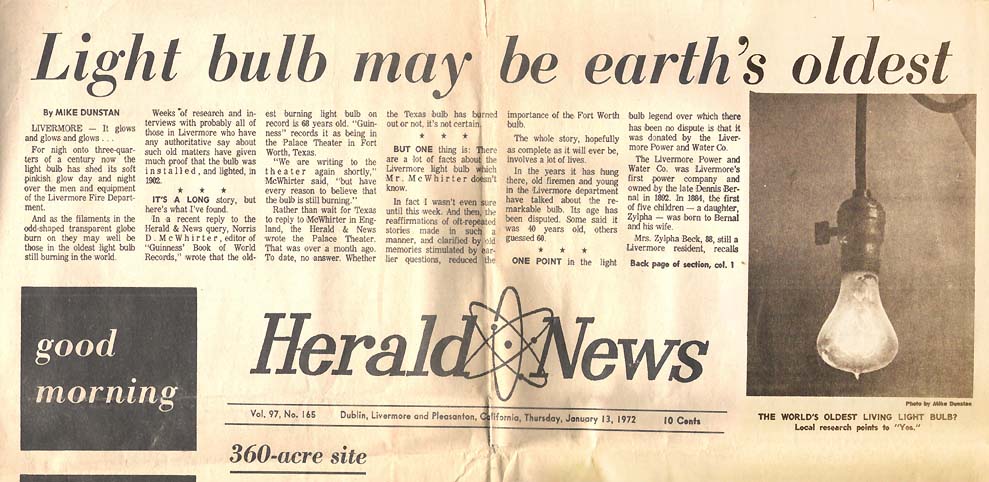 Light bulb may be earth's oldest
By MIKE DUNSTAN
LIVERMORE — It glows
and glows and glows . . .
For nigh onto three-quar-
ters of a century now the
light bulb has shed its soft
pinkish glow day and night
over the men and equipment
of the Livermore Fire Depart-
ment.
And as the filaments in the
odd-shaped transparent globe
burn on they may well be
those in the oldest light bulb
still burning in the world.
Weeks of research and in-
terviews with probably all of
those in Livermore who have
any authoritative say about
such old matters have given
much proof that the bulb was
installed, and lighted, in
1902.
★ ★ ★
IT'S A LONG story, but
here's what I've found.
In a recent reply to the
Herald & News query, Norris
D. McWhirter, editor of
"Guinness' Book of World
Records," wrote that the old-
est burning light bulb on
record is 68 years old. "Guin-
ness" records it as being in
the Palace Theater in Fort
Worth, Texas.
"We are writing to the
theater again shortly,"
McWhirter said, "but have
every reason to believe that
the bulb is still burning."
Rather than wait for Texas
to reply to McWhirter in Eng-
land, the Herald & News
wrote the Palace Theater.
That was over a month ago.
To date, no answer. Whether
the Texas bulb has burned
out or not, it's not certain.
★ ★ ★
BUT ONE thing is: There
are a lot of facts about the
Livermore light bulb which
Mr. McWhirter doesn't
know.
In fact I wasn't even sure
until this week. And then, the
reaffirmations of oft-repeated
stories made in such a
manner, and clarified by old
memories stimulated by ear-
lier questions, reduced the
importance of the Fort Worth
bulb.
The whole story, hopefully
as complete as it will ever be,
involves a lot of lives.
In the years it has hung
there, old firemen and young
in the Livermore department
have talked about the re-
markable bulb. Its age has
been disputed. Some said it
was 40 years old, others
guessed 60.
★ ★ ★
ONE POINT in the light
bulb legend over which there
has been no dispute is that it
was donated by the Liver-
more Power and Water Co.
The Livermore Power and
Water Co. was Livermore's
first power company and
owned by the late Dennis Ber-
nal in 1892. In 1884, the first
of five children — a daughter,
Zylpha — was born to Bernal
and his wife.
Mrs. Zylpha Beck, 88, still a
Livermore resident, recalls
Back page of section, col. 1
Photo by Mike Dunstan
THE WORLD'S OLDEST LIVING LIGHT BULB?
Local research points to "Yes."
good
morning
Herald News
Vol. 97, No. 165 Dublin, Livermore and Pleasanton, California, Thursday, January 13, 1972 10 Cents
360-acre site